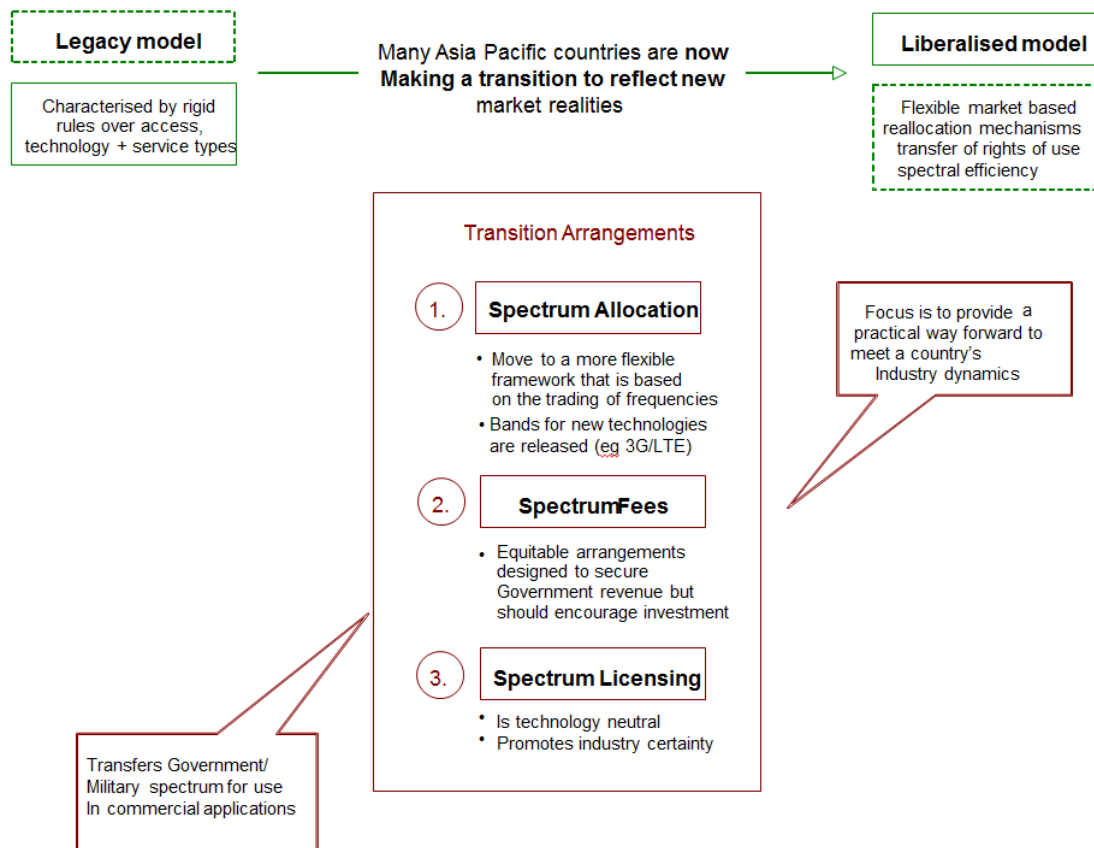 Legacy model
Characterised by rigid
rules over access,
technology + service types
Many Asia Pacific countries are now
Making a transition to reflect new
market realities
Liberalised model
Flexible market based
reallocation mechanisms
transfer of rights of use
spectral efficiency
Transition Arrangements
1. Spectrum Allocation
• Move to a more flexible
framework that is based
on the trading of frequencies
• Bands for new technologies
are released (eg 3G/LTE)
2. SpectrumFees
• Equitable arrangements
designed to secure
Government revenue but
should encourage investment
3. Spectrum Licensing
• Is technology neutral
• Promotes industry certainty
Focus is to provide a
practical way forward to
meet a country's
Industry dynamics
Transfers Government/
Military spectrum for use
In commercial applications